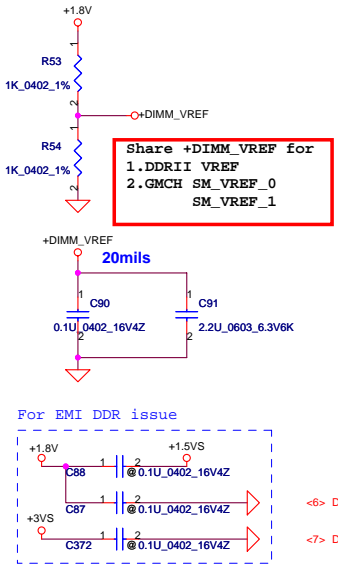 +1.8V
1
R53
1K_0402_1%
2
+DIMM_VREF
1
R54
1K_0402_1%
2
Share +DIMM_VREF for
1.DDRII VREF
2.GMCH SM_VREF_0
SM_VREF_1
+DIMM_VREF
20mils
1
C90
0.1U_0402_16V4Z
2
1
C91
2.2U_0603_6.3V6K
2
For EMI DDR issue
+1.8V
+1.5VS
1 2
C88
@0.1U_0402_16V4Z
1 2
C87
@0.1U_0402_16V4Z
<6> D
+3VS
1 2
C372
@0.1U_0402_16V4Z
<7> D